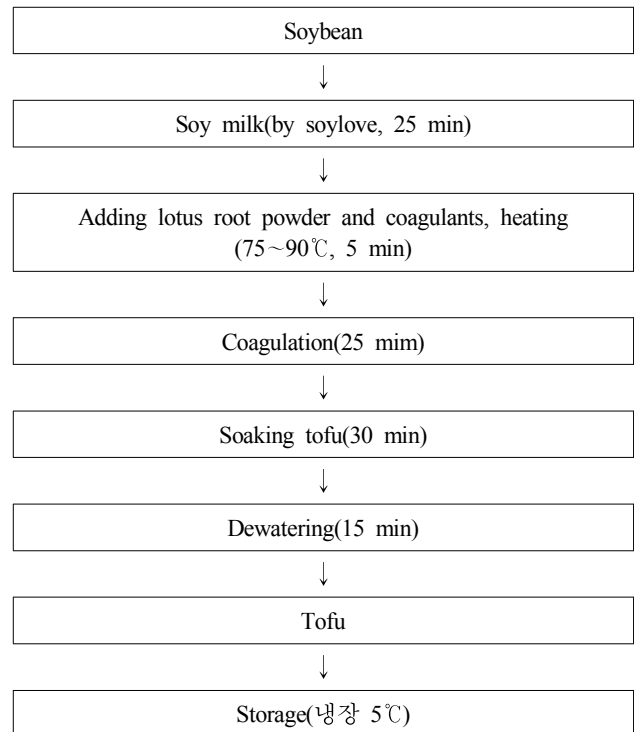 Soybean
↓
Soy milk(by soylove, 25 min)
↓
Adding lotus root powder and coagulants, heating
(75～90℃, 5 min)
↓
Coagulation(25 mim)
↓
Soaking tofu(30 min)
↓
Dewatering(15 min)
↓
Tofu
↓
Storage(냉장 5℃)